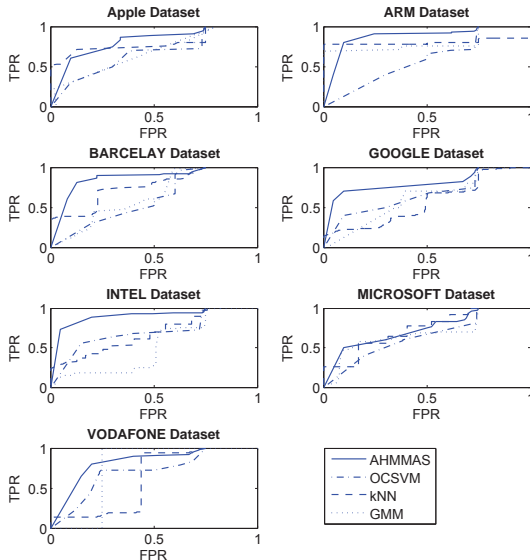 Apple Dataset
1
0.5
0
TPR
0 0.5 1
FPR
ARM Dataset
1
0.5
0
TPR
0 0.5 1
FPR
BARCELAY Dataset
1
0.5
0
TPR
0 0.5 1
FPR
GOOGLE Dataset
1
0.5
0
TPR
0 0.5 1
FPR
INTEL Dataset
1
0.5
0
TPR
0 0.5 1
FPR
MICROSOFT Dataset
1
0.5
0
TPR
0 0.5 1
FPR
VODAFONE Dataset
1
0.5
0
TPR
0 0.5 1
FPR
AHMMAS
OCSVM
kNN
GMM